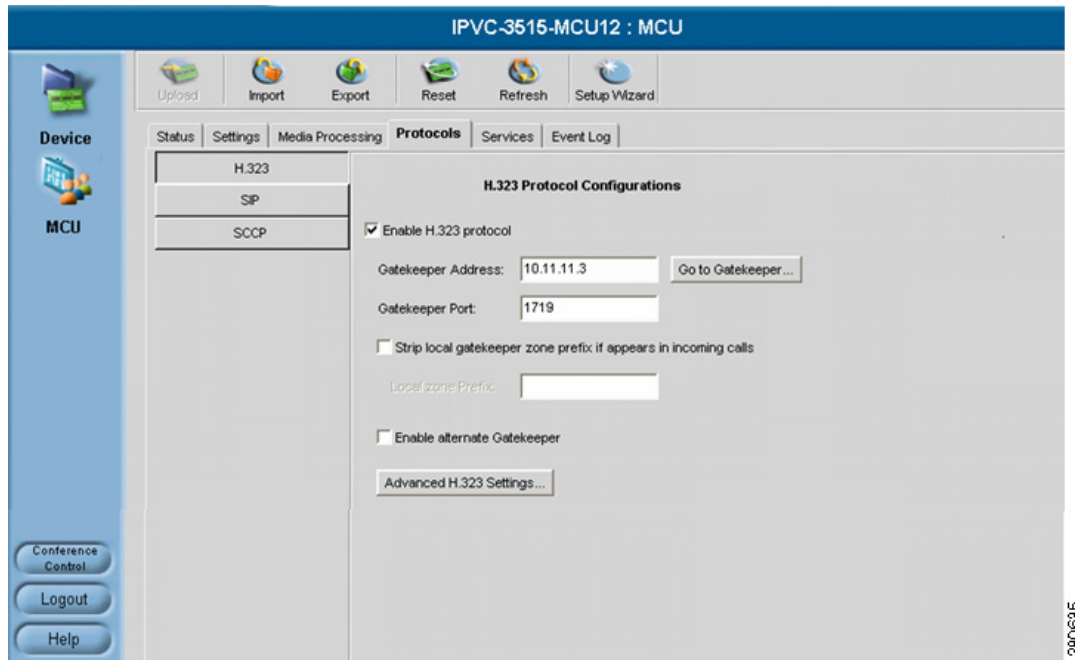 IPVC-3515-MCU12 : MCU
Upload Import Export Reset Refresh Setup Wizard
Device
Status Settings Media Processing Protocols Services Event Log
H.323
SIP
SCCP
MCU
H.323 Protocol Configurations
Enable H.323 protocol
Gatekeeper Address: 10.11.11.3 Go to Gatekeeper...
Gatekeeper Port: 1719
Strip local gatekeeper zone prefix if appears in incoming calls
Local zone Prefix:
Enable alternate Gatekeeper
Advanced H.323 Settings...
Conference
Control
Logout
Help